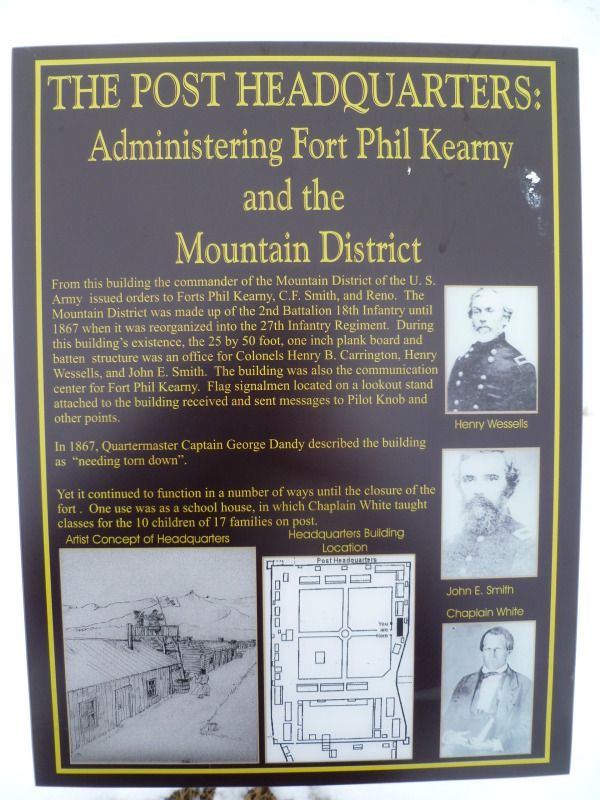 THE POST HEADQUARTERS:
Administering Fort Phil Kearny
and the
Mountain District
From this building the commander of the Mountain District of the U. S.
Army issued orders to Forts Phil Kearny, C.F. Smith, and Reno. The
Mountain District was made up of the 2nd Battalion 18th Infantry until
1867 when it was reorganized into the 27th Infantry Regiment. During
this building's existence, the 25 by 50 foot, one inch plank board and
batten structure was an office for Colonels Henry B. Carrington, Henry
Wessells, and John E. Smith. The building was also the communication
center for Fort Phil Kearny. Flag signalmen located on a lookout stand
attached to the building received and sent messages to Pilot Knob and
other points.
Henry Wessells
In 1867, Quartermaster Captain George Dandy described the building
as "needing torn down".
Yet it continued to function in a number of ways until the closure of the
fort . One use was as a school house, in which Chaplain White taught
classes for the 10 children of 17 families on post.
Artist Concept of Headquarters
Headquarters Building
Location
Post Headquarters
You
are
Here
John E. Smith
Chaplain White